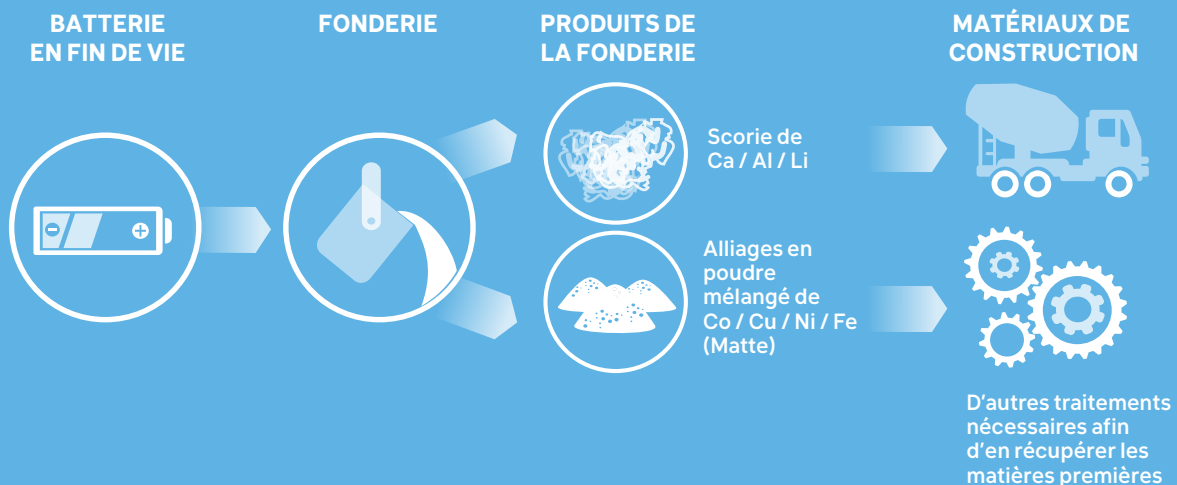 BATTERIE
EN FIN DE VIE
FONDERIE
PRODUITS DE
LA FONDERIE
MATÉRIAUX DE
CONSTRUCTION
Scorie de
Ca / Al / Li
Alliages en
poudre
mélangé de
Co / Cu / Ni / Fe
(Matte)
D'autres traitements
nécessaires afin
d'en récupérer les
matières premières